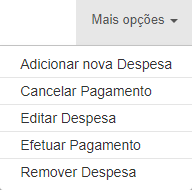 Mais opções
Adicionar nova Despesa
Cancelar Pagamento
Editar Despesa
Efetuar Pagamento
Remover Despesa